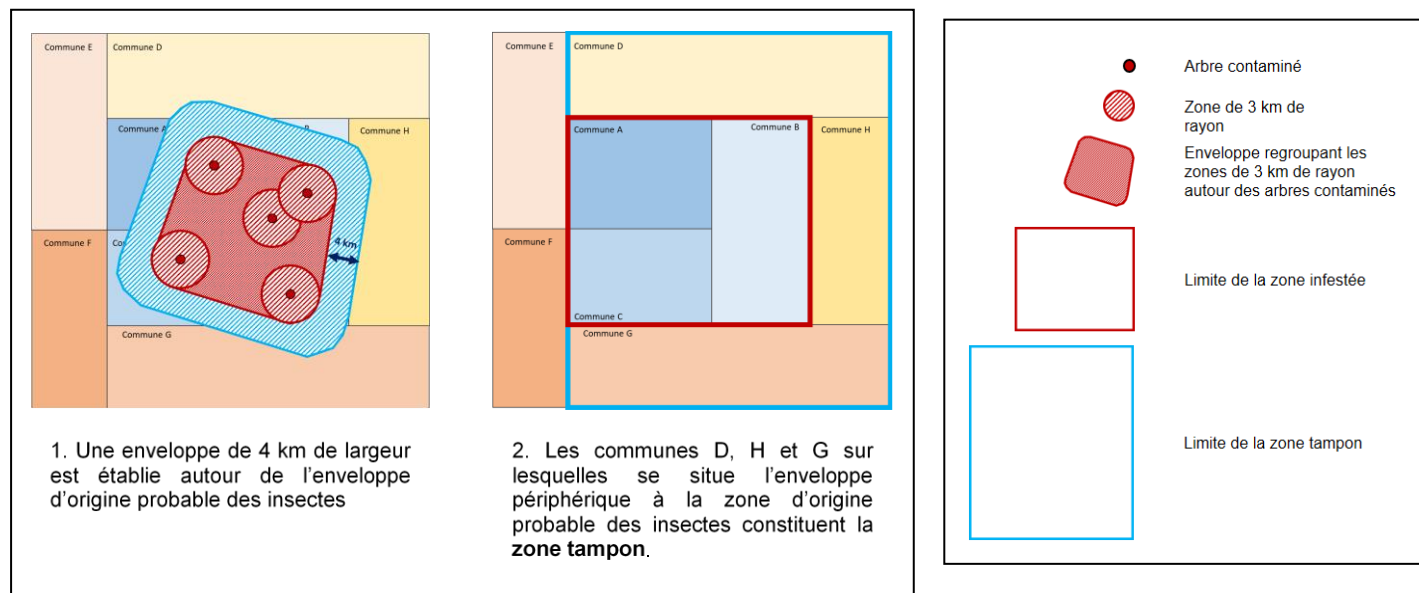 Commune E
Commune D
Commune A
B
Commune H
Commune F
Co
4 km
Commune G
1. Une enveloppe de 4 km de largeur
est établie autour de l'enveloppe
d'origine probable des insectes
Commune E
Commune D
Commune A
Commune B
Commune H
Commune F
Commune C
Commune G
2. Les communes D, H et G sur
lesquelles se situe l'enveloppe
périphérique à la zone d'origine
probable des insectes constituent la
zone tampon.
Arbre contaminé
Zone de 3 km de
rayon
Enveloppe regroupant les
zones de 3 km de rayon
autour des arbres contaminés
Limite de la zone infestée
Limite de la zone tampon